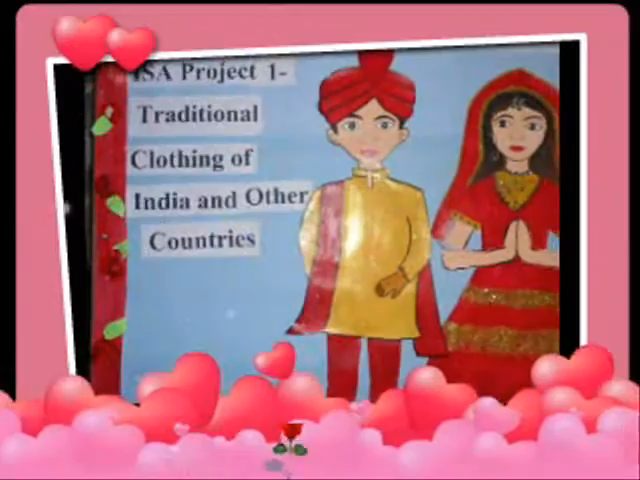 ISA Project 1-
Traditional
Clothing of
India and Other
Countries